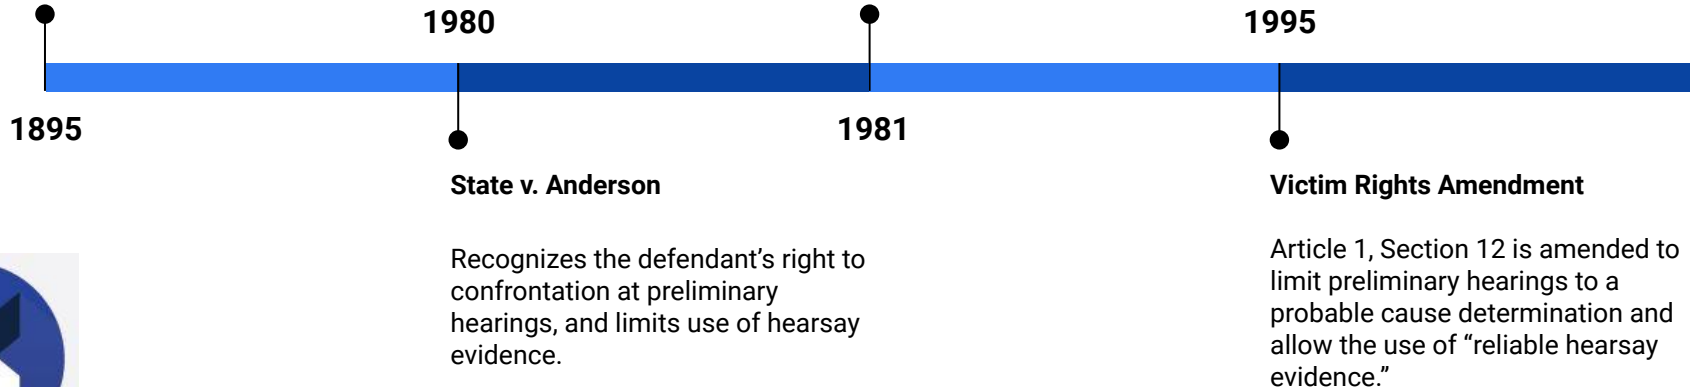 1980
1995
1895
1981
State v. Anderson
Recognizes the defendant’s right to
confrontation at preliminary
hearings, and limits use of hearsay
evidence.
Victim Rights Amendment
Article 1, Section 12 is amended to
limit preliminary hearings to a
probable cause determination and
allow the use of “reliable hearsay
evidence.”